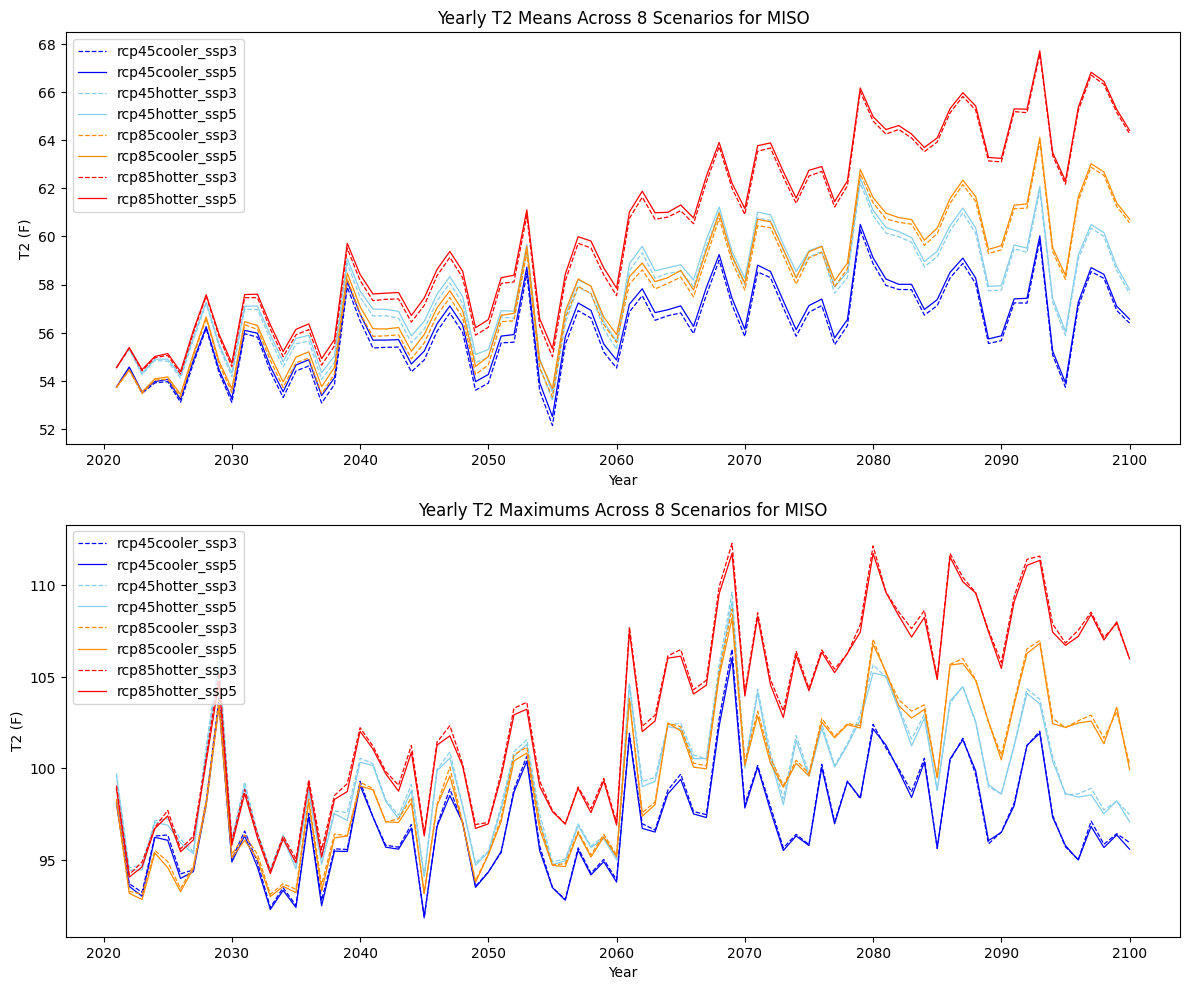 Yearly T2 Means Across 8 Scenarios for MISO
68
66
64
62
60
58
56
54
52
T2 (F)
rcp45cooler_ssp3
rcp45cooler_ssp5
rcp45hotter_ssp3
rcp45hotter_ssp5
rcp85cooler_ssp3
rcp85cooler_ssp5
rcp85hotter_ssp3
rcp85hotter_ssp5
2020 2030 2040 2050 2060 2070 2080 2090 2100
Year
Yearly T2 Maximums Across 8 Scenarios for MISO
110
105
100
95
T2 (F)
rcp45cooler_ssp3
rcp45cooler_ssp5
rcp45hotter_ssp3
rcp45hotter_ssp5
rcp85cooler_ssp3
rcp85cooler_ssp5
rcp85hotter_ssp3
rcp85hotter_ssp5
2020 2030 2040 2050 2060 2070 2080 2090 2100
Year